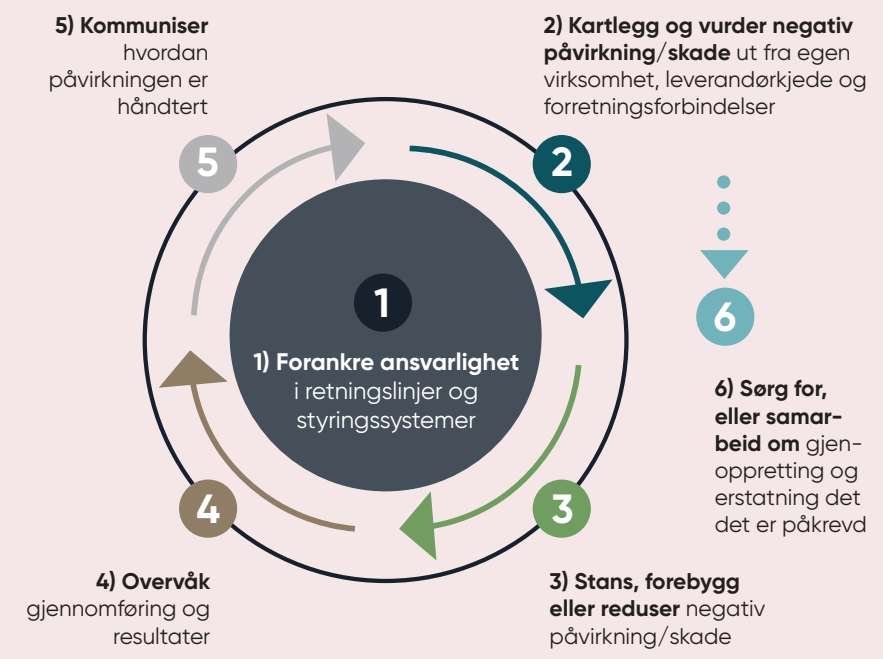 5) Kommuniser
hvordan
påvirkningen er
håndtert
2) Kartlegg og vurder negativ
påvirkning/skade ut fra egen
virksomhet, leverandørkjede og
forretningsforbindelser
5
2
1
1) Forankre ansvarlighet
i retningslinjer og
styringssystemer
6
6) Sørg for,
eller samar-
beid om gjen-
oppretting og
erstatning det
det er påkrevd
4
3
4) Overvåk
gjennomføring og
resultater
3) Stans, forebygg
eller reduser negativ
påvirkning/skade